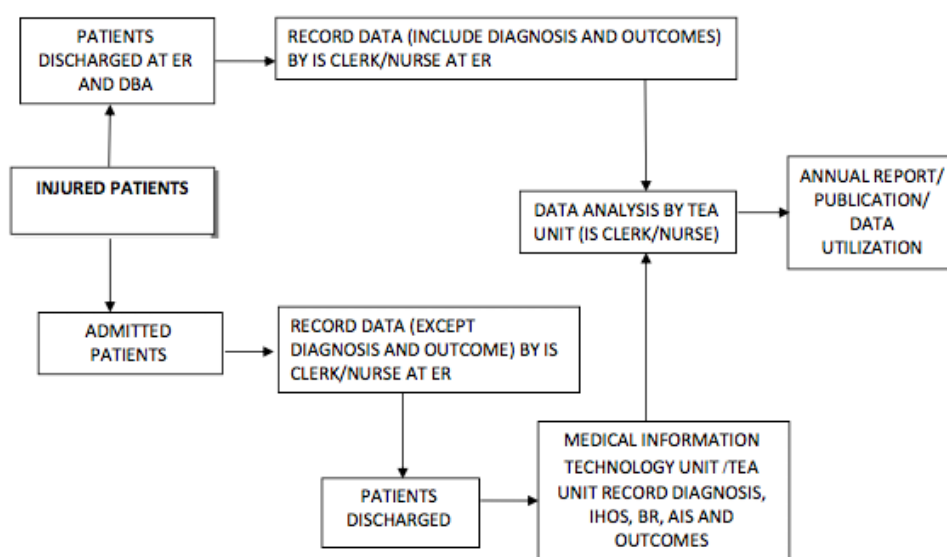 PATIENTS
DISCHARGED AT ER
AND DBA
RECORD DATA (INCLUDE DIAGNOSIS AND OUTCOMES)
BY IS CLERK/NURSE AT ER
INJURED PATIENTS
DATA ANALYSIS BY TEA
UNIT (IS CLERK/NURSE)
ANNUAL REPORT/
PUBLICATION/
DATA
UTILIZATION
ADMITTED
PATIENTS
RECORD DATA (EXCEPT
DIAGNOSIS AND OUTCOME) BY IS
CLERK/NURSE AT ER
PATIENTS
DISCHARGED
MEDICAL INFORMATION
TECHNOLOGY UNIT /TEA
UNIT RECORD DIAGNOSIS,
IHOS, BR, AIS AND
OUTCOMES